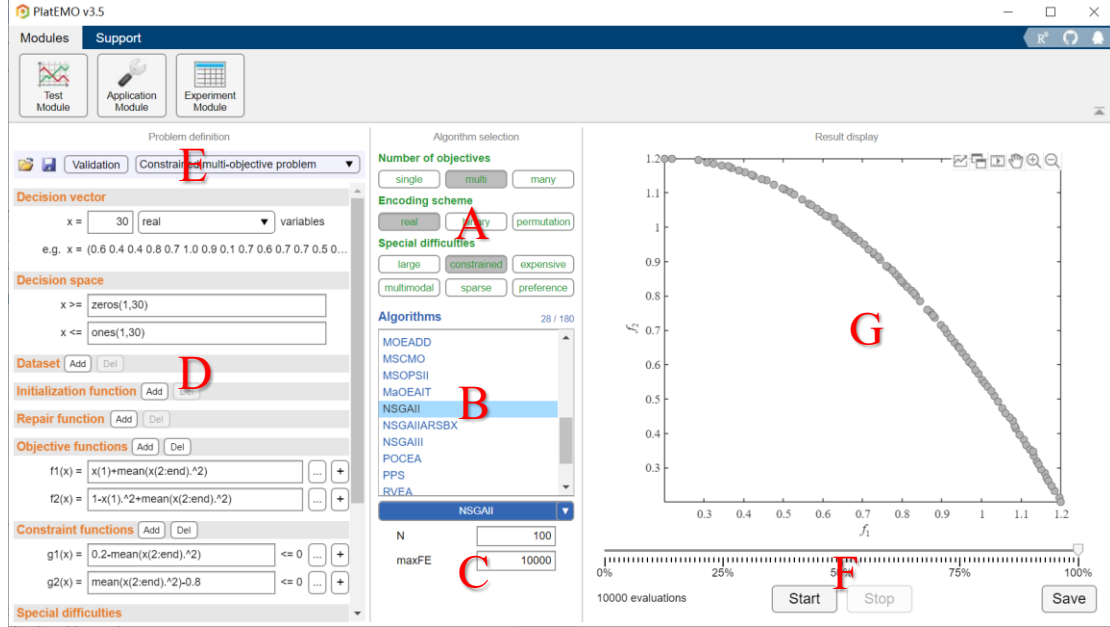 PlatEMO v3.5
Modules Support
Test Module
Application Module
Experiment Module
Problem definition
Validation Constrained multi-objective problem
E
Decision vector
x = 30 real variables
e.g. x = (0.6 0.4 0.4 0.8 0.7 1.0 0.9 0.1 0.7 0.6 0.7 0.7 0.5 0...
Decision space
x >= zeros(1,30)
x <= ones(1,30)
Dataset Add Del
D
Initialization function Add Del
Repair function Add Del
Objective functions Add Del
f1(x) = x(1)+mean(x(2:end).^2) ... +
f2(x) = 1-x(1).^2+mean(x(2:end).^2) ... +
Constraint functions Add Del
g1(x) = 0.2-mean(x(2:end).^2) <= 0 ... +
g2(x) = mean(x(2:end).^2)-0.8 <= 0 ... +
Special difficulties
Algorithm selection
Number of objectives
single multi many
Encoding scheme
A
real binary permutation
Special difficulties
large constrained expensive
multimodal sparse preference
Algorithms 28 / 180
MOEADD
MSCMO
MSOPSII
MaOEAIT
NSGAII
B
NSGAIIARSBX
NSGAIII
POCEA
PPS
RVEA
NSGAII
N 100
maxFE 10000
C
Result display
1.2
1.1
1
0.9
0.8
0.7
0.6
0.5
0.4
0.3
f2
G
0.3 0.4 0.5 0.6 0.7 0.8 0.9 1 1.1 1.2
f1
0% 25% 50% 75% 100%
F
10000 evaluations Start Stop Save